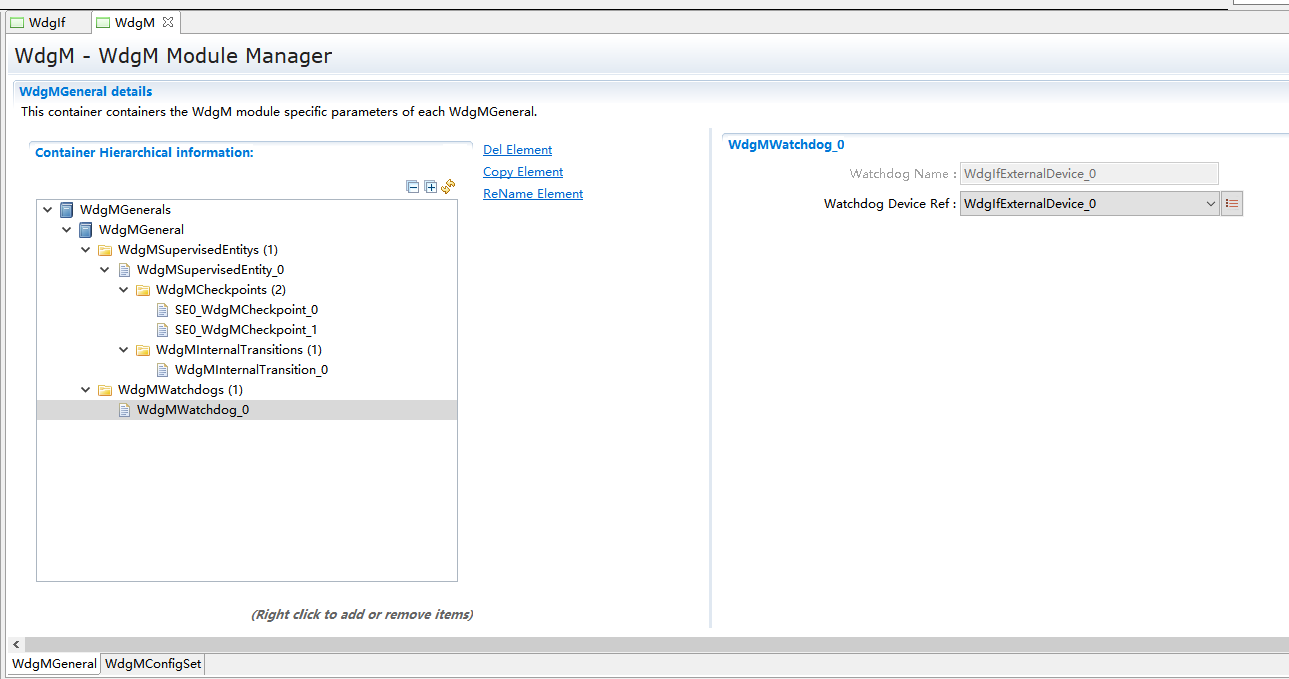 WdgIf
WdgM
WdgM - WdgM Module Manager
WdgMGeneral details
This container containers the WdgM module specific parameters of each WdgMGeneral.
Container Hierarchical information:
Del Element
Copy Element
ReName Element
WdgMGenerals
WdgMGeneral
WdgMSupervisedEntitys (1)
WdgMSupervisedEntity_0
WdgMCheckpoints (2)
SE0_WdgMCheckpoint_0
SE0_WdgMCheckpoint_1
WdgMInternalTransitions (1)
WdgMInternalTransition_0
WdgMWatchdogs (1)
WdgMWatchdog_0
(Right click to add or remove items)
WdgMWatchdog_0
Watchdog Name : WdgIfExternalDevice_0
Watchdog Device Ref : WdgIfExternalDevice_0
WdgMGeneral WdgMConfigSet